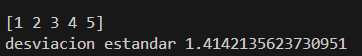 [1 2 3 4 5]
desviacion estandar 1.4142135623730951